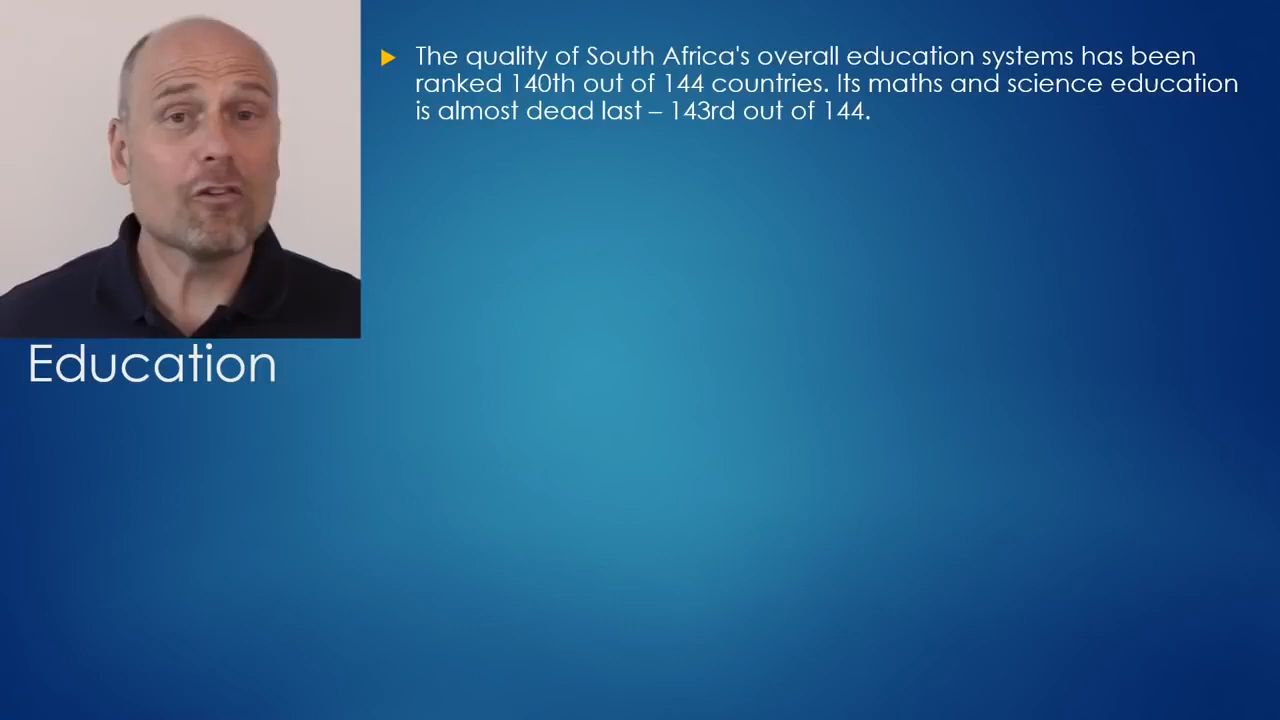 The quality of South Africa's overall education systems has been
ranked 140th out of 144 countries. Its maths and science education
is almost dead last – 143rd out of 144.
Education